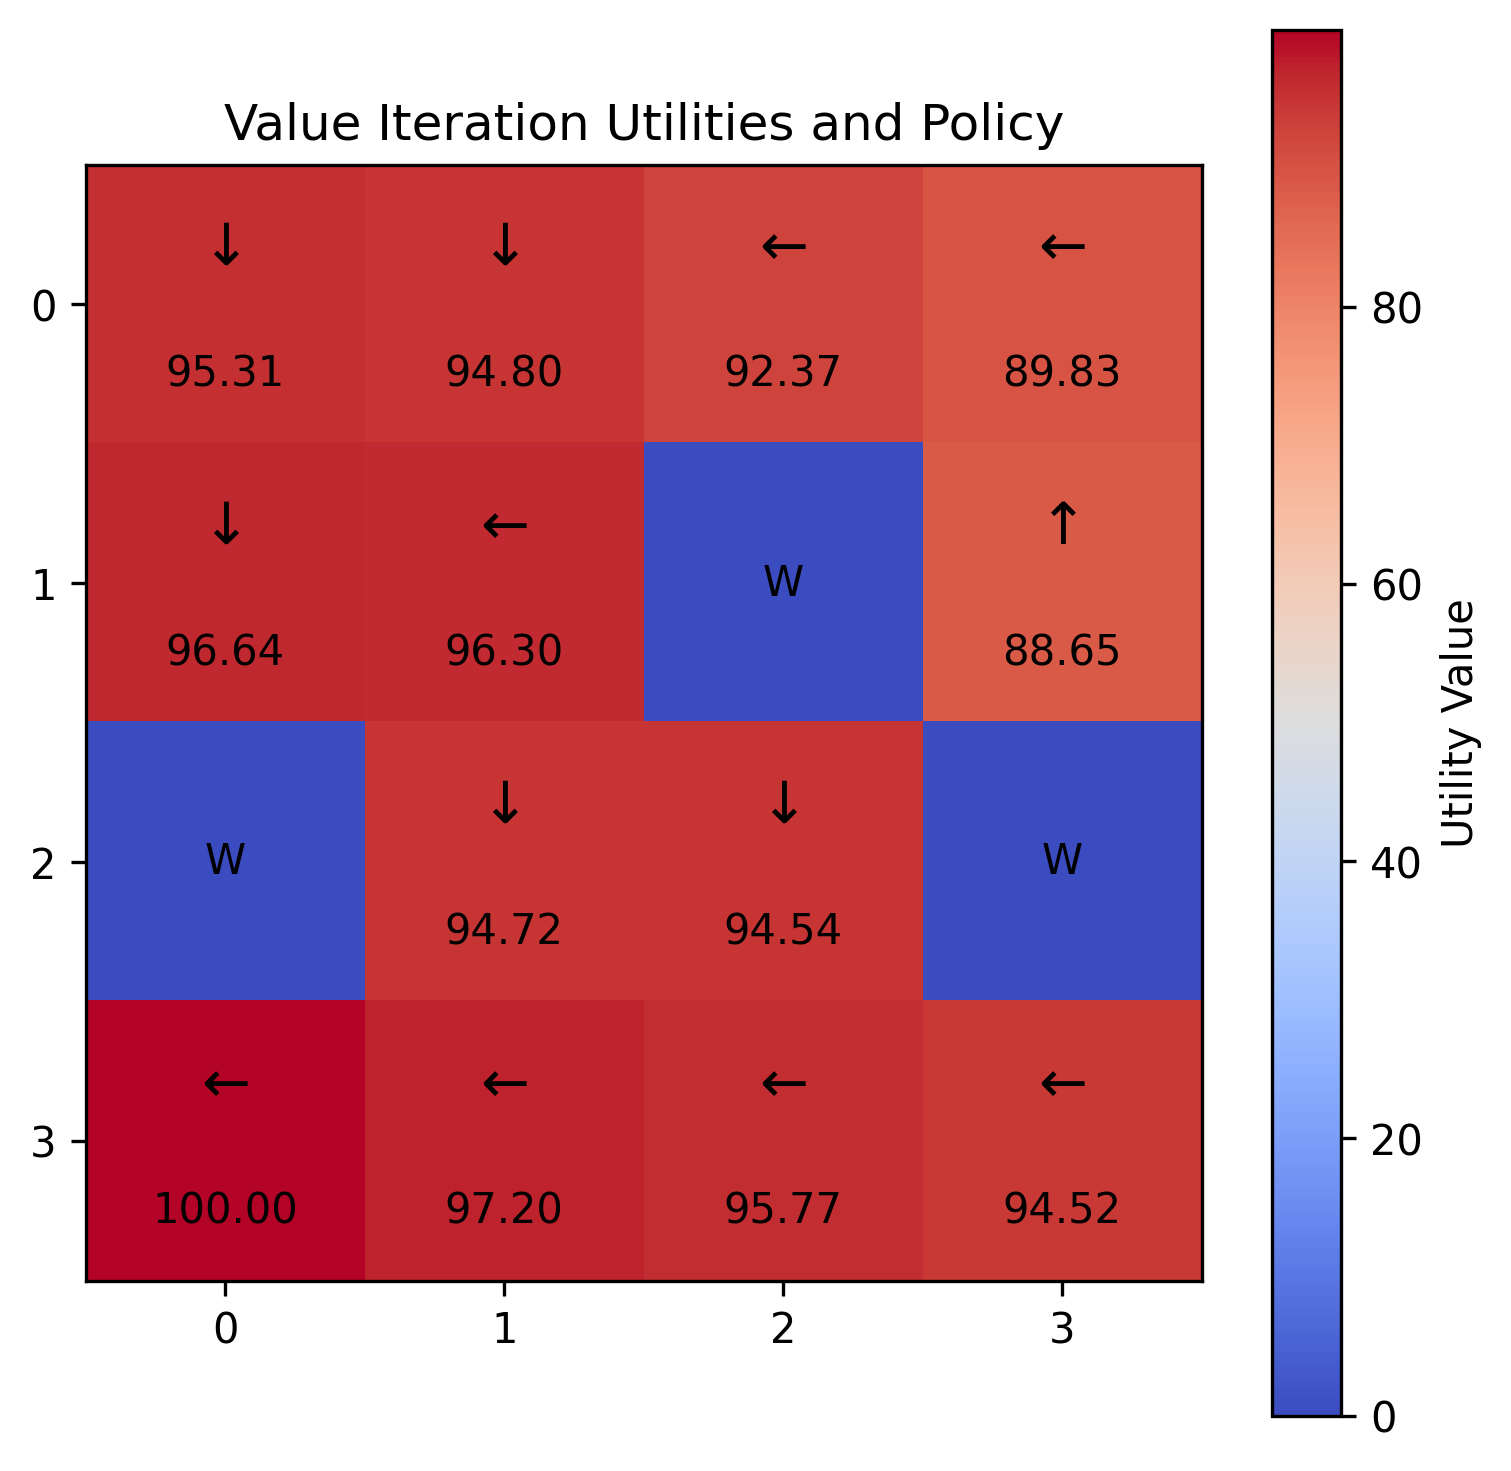 Value Iteration Utilities and Policy
0
↓ ↓ ← ←
95.31 94.80 92.37 89.83
1
↓ ← W ↑
96.64 96.30 88.65
2
W ↓ ↓ W
94.72 94.54
3
← ← ← ←
100.00 97.20 95.77 94.52
0 1 2 3
80
60
40
20
0
Utility Value